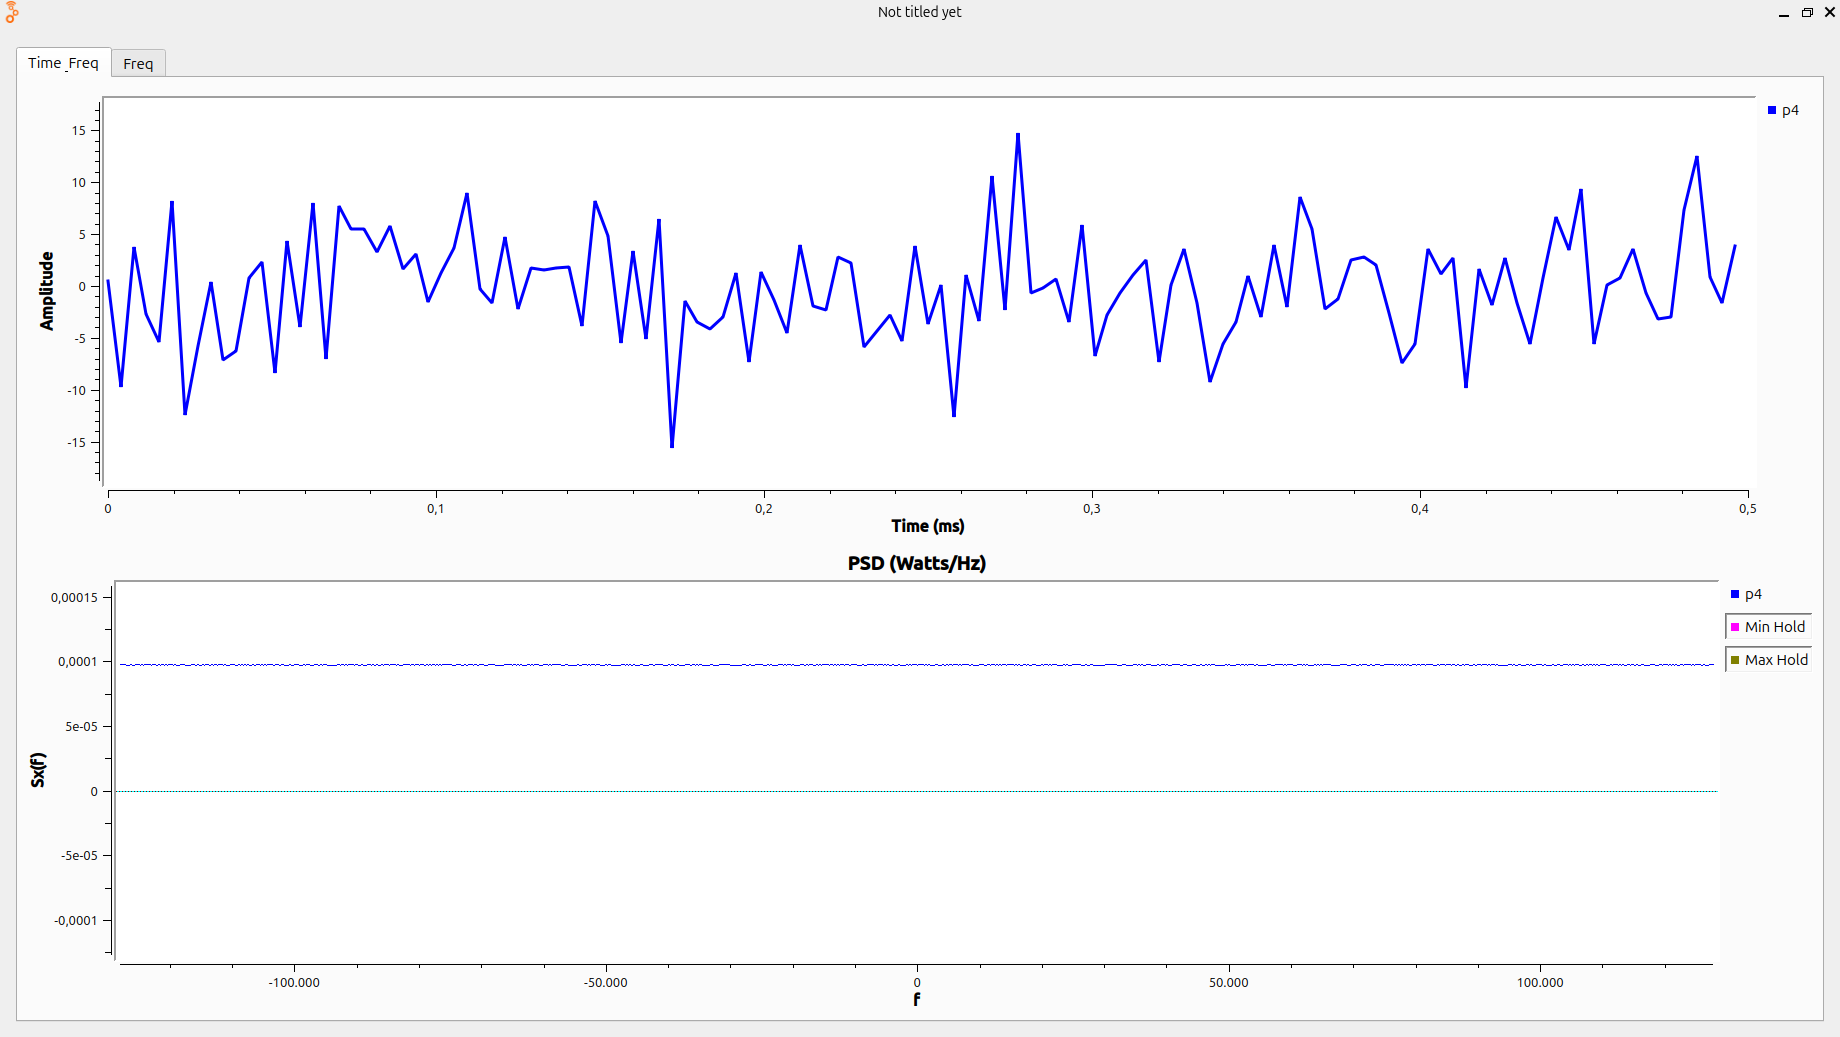 Not titled yet
Time_Freq
Freq
p4
15
10
5
0
-5
-10
-15
Amplitude
0
0,1
0,2
0,3
0,4
0,5
Time (ms)
PSD (Watts/Hz)
p4
Min Hold
Max Hold
0,00015
0,0001
5e-05
0
-5e-05
-0,0001
Sx(f)
-100.000
-50.000
0
50.000
100.000
f